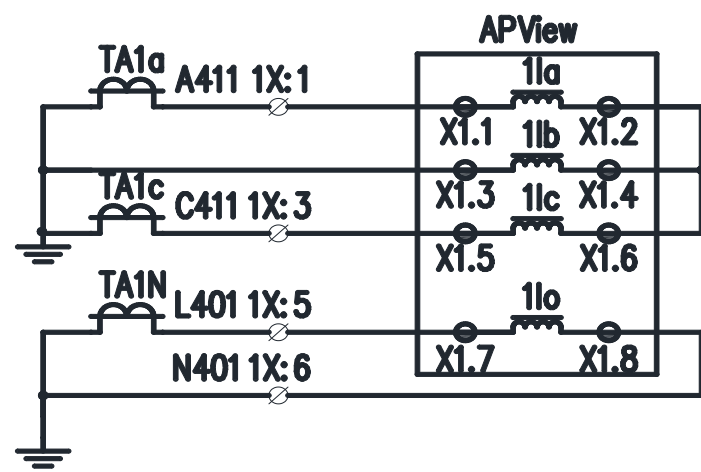 APView
TA1a A411 1X:1 1Ia
X1.1 X1.2
1Ib
TA1c X1.3 X1.4
C411 1X:3 1Ic
X1.5 X1.6
TA1N L401 1X:5 1Io
N401 1X:6 X1.7 X1.8